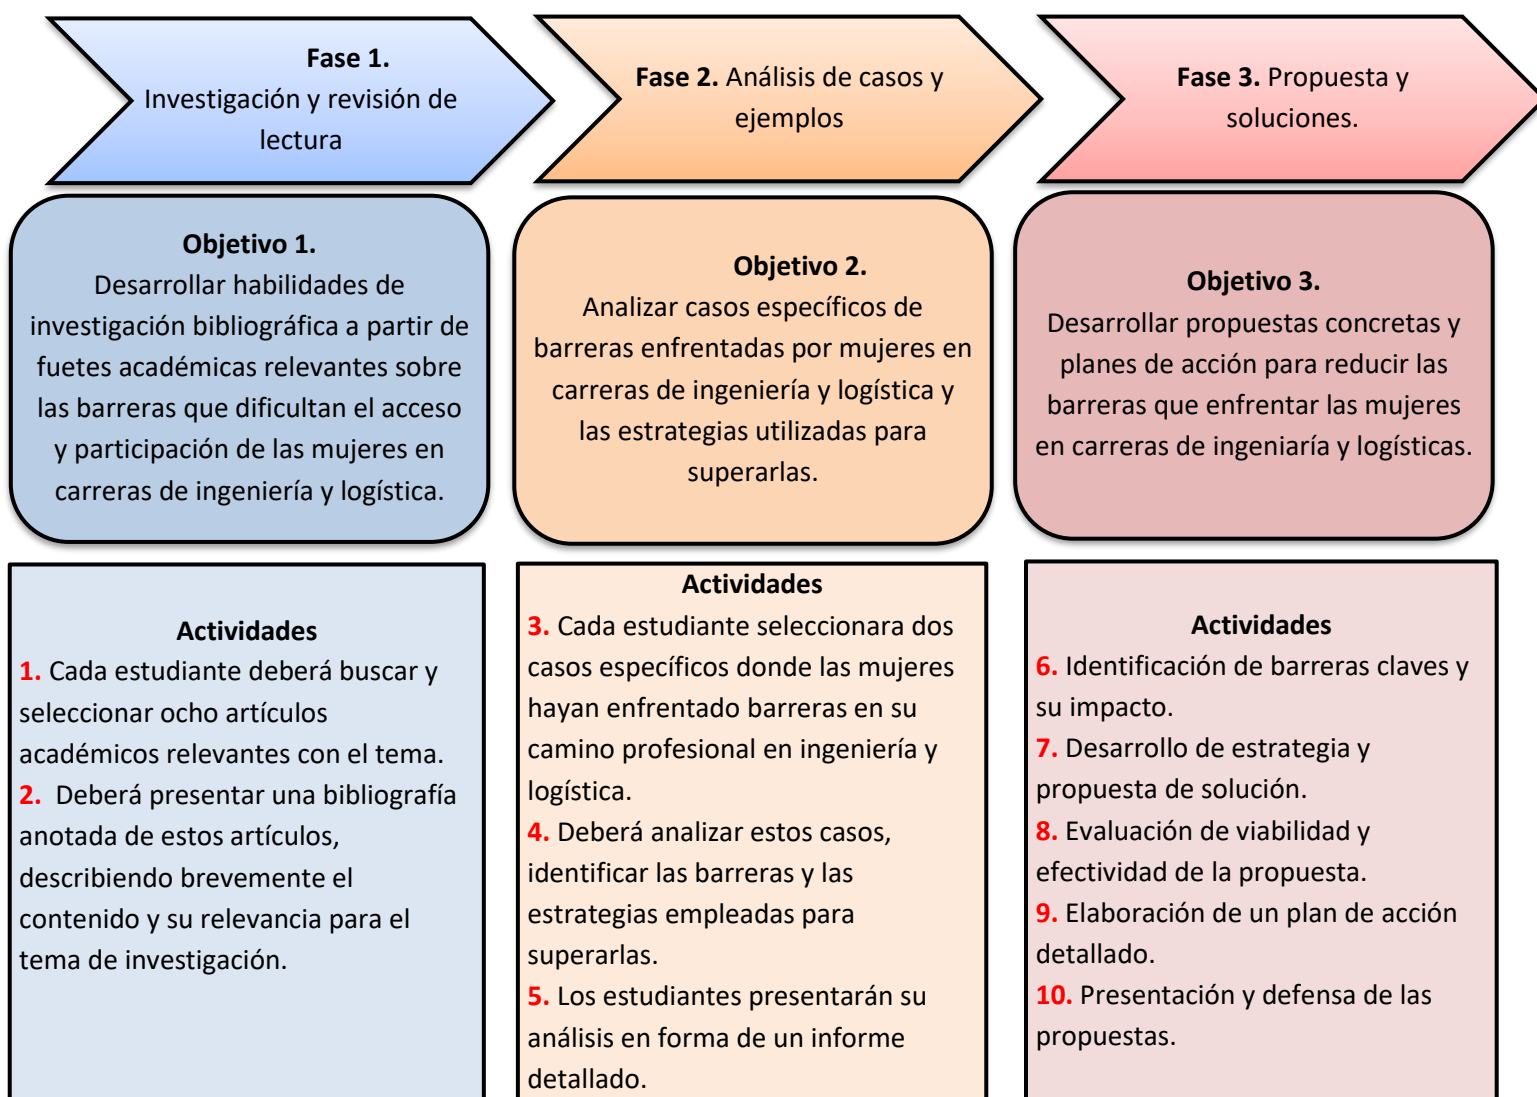 Fase 1.
Investigación y revisión de
lectura
Fase 2. Análisis de casos y
ejemplos
Fase 3. Propuesta y
soluciones.
Objetivo 1.
Desarrollar habilidades de
investigación bibliográfica a partir de
fuetes académicas relevantes sobre
las barreras que dificultan el acceso
y participación de las mujeres en
carreras de ingeniería y logística.
Objetivo 2.
Analizar casos específicos de
barreras enfrentadas por mujeres en
carreras de ingeniería y logística y
las estrategias utilizadas para
superarlas.
Objetivo 3.
Desarrollar propuestas concretas y
planes de acción para reducir las
barreras que enfrentar las mujeres
en carreras de ingeniaría y logísticas.
Actividades
1. Cada estudiante deberá buscar y
seleccionar ocho artículos
académicos relevantes con el tema.
2. Deberá presentar una bibliografía
anotada de estos artículos,
describiendo brevemente el
contenido y su relevancia para el
tema de investigación.
Actividades
3. Cada estudiante seleccionara dos
casos específicos donde las mujeres
hayan enfrentado barreras en su
camino profesional en ingeniería y
logística.
4. Deberá analizar estos casos,
identificar las barreras y las
estrategias empleadas para
superarlas.
5. Los estudiantes presentarán su
análisis en forma de un informe
detallado.
Actividades
6. Identificación de barreras claves y
su impacto.
7. Desarrollo de estrategia y
propuesta de solución.
8. Evaluación de viabilidad y
efectividad de la propuesta.
9. Elaboración de un plan de acción
detallado.
10. Presentación y defensa de las
propuestas.